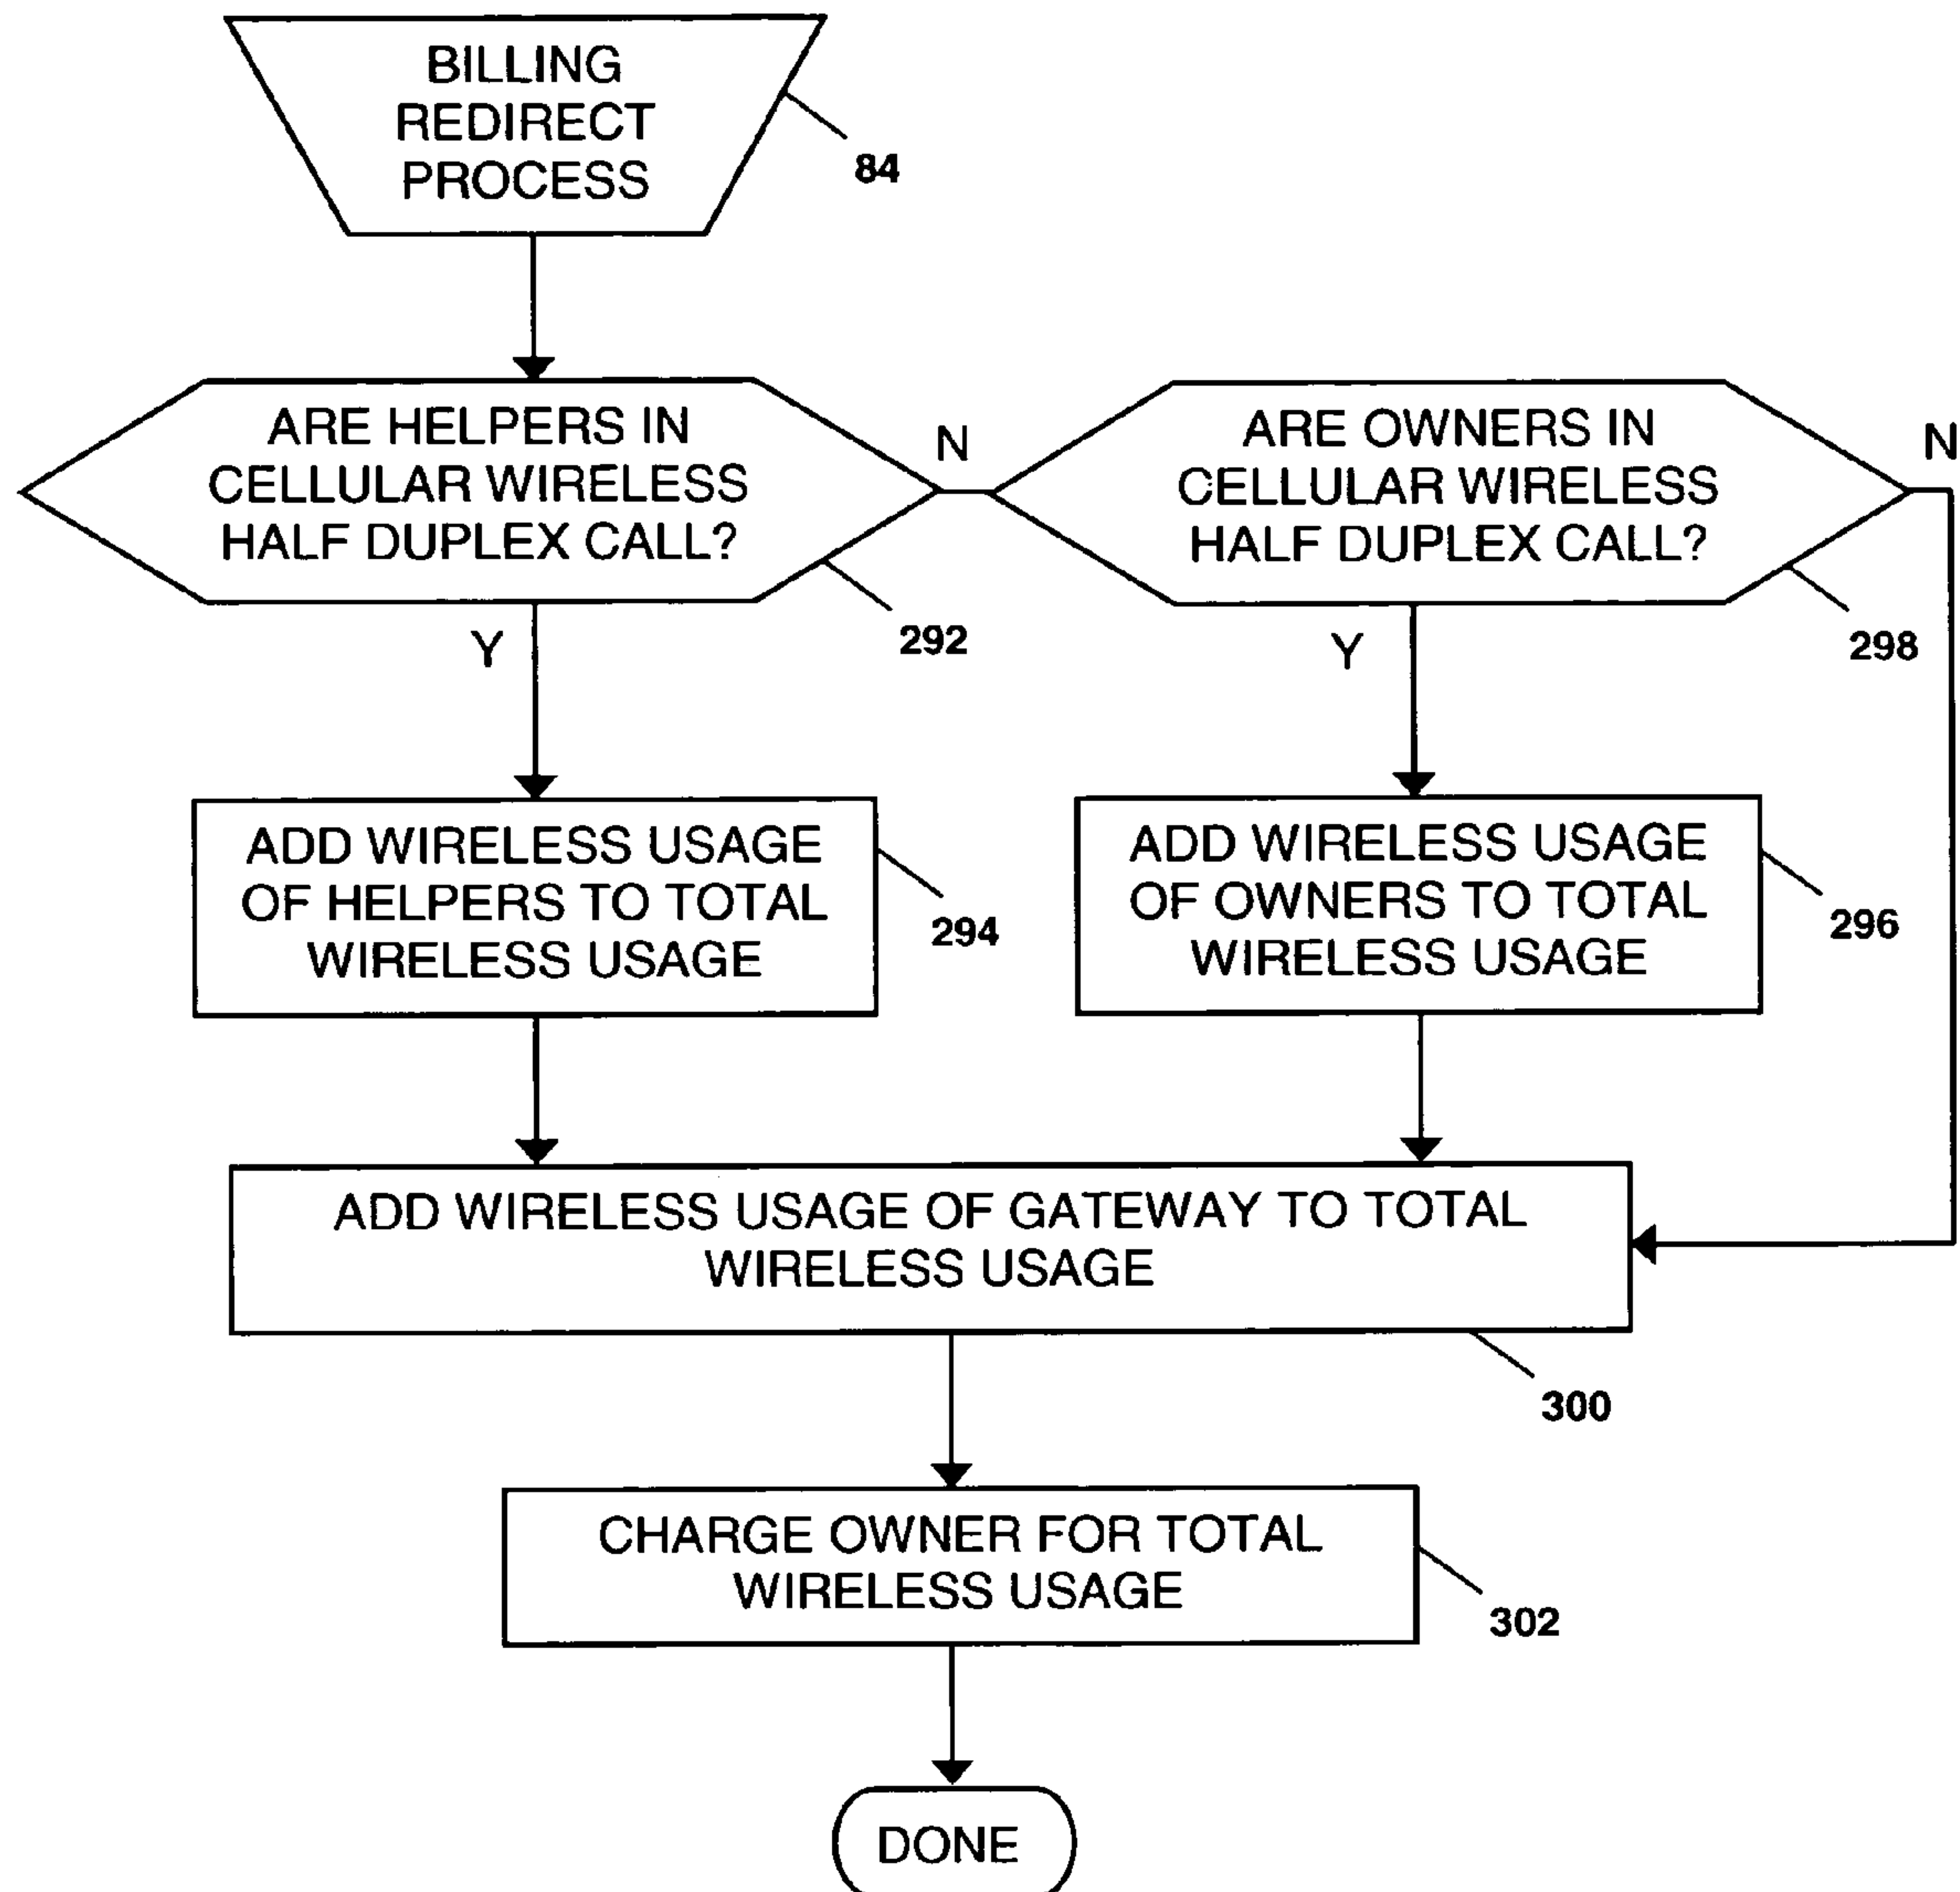 BILLING
REDIRECT
PROCESS
84
ARE HELPERS IN
CELLULAR WIRELESS
HALF DUPLEX CALL?
292
N
Y
ARE OWNERS IN
CELLULAR WIRELESS
HALF DUPLEX CALL?
298
N
Y
ADD WIRELESS USAGE
OF HELPERS TO TOTAL
WIRELESS USAGE
294
ADD WIRELESS USAGE
OF OWNERS TO TOTAL
WIRELESS USAGE
296
ADD WIRELESS USAGE OF GATEWAY TO TOTAL
WIRELESS USAGE
300
CHARGE OWNER FOR TOTAL
WIRELESS USAGE
302
DONE